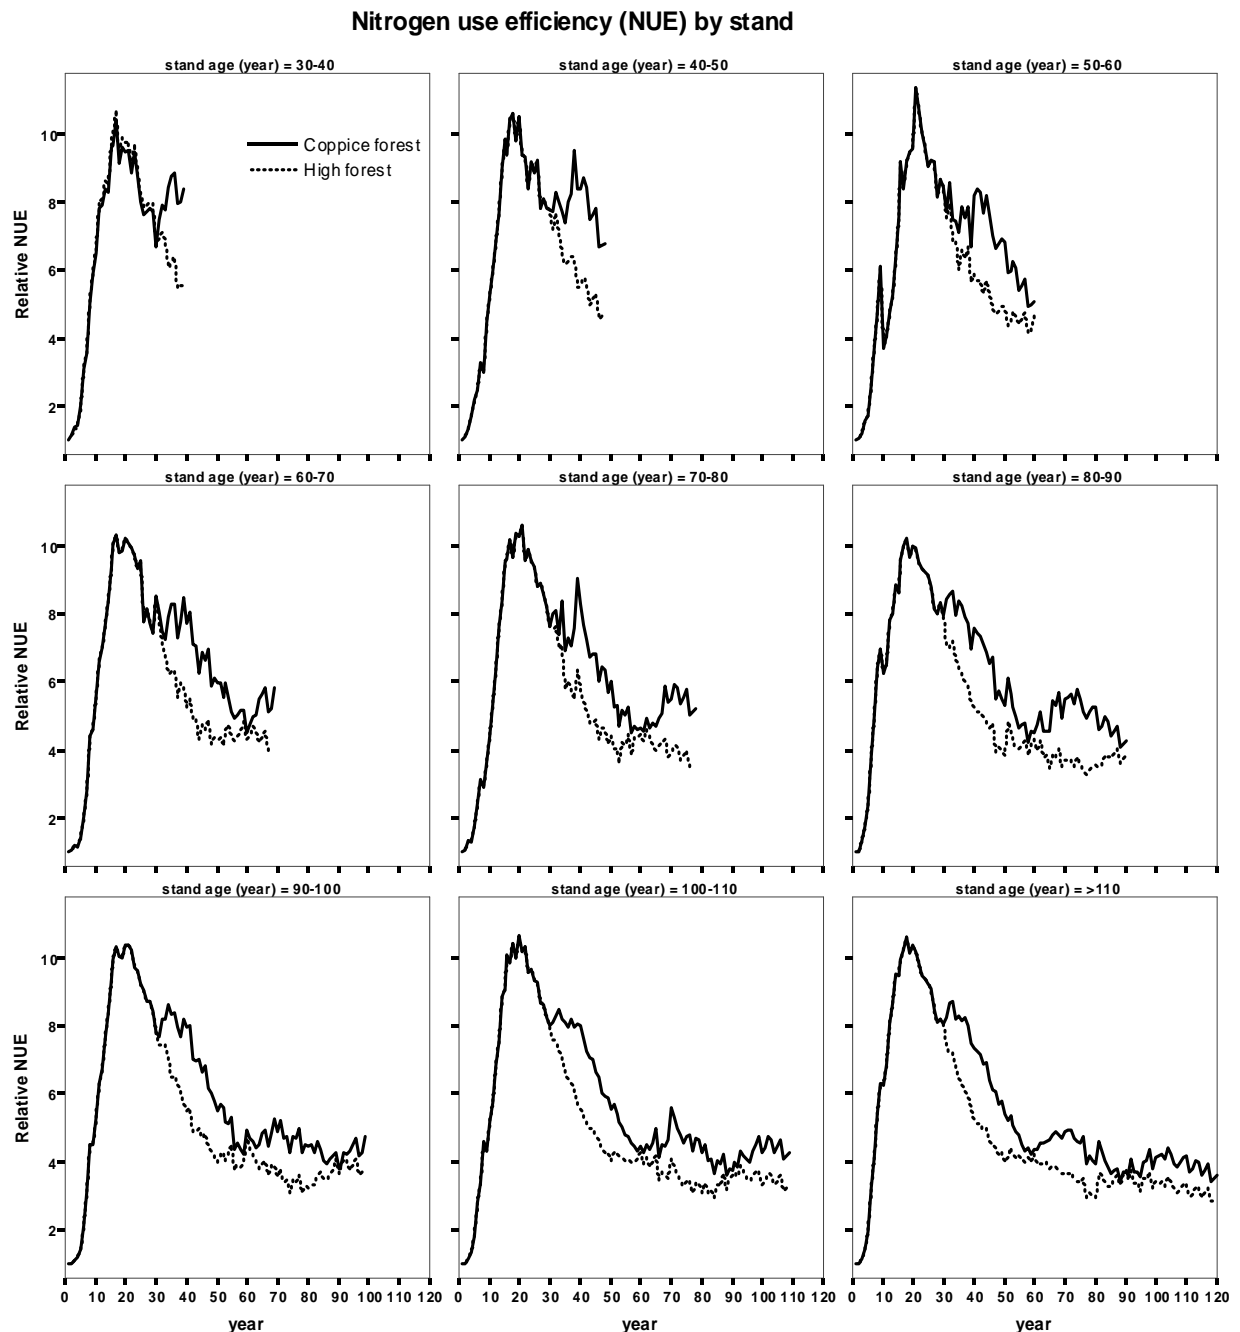 Nitrogen use efficiency (NUE) by stand
stand age (year) = 30-40
stand age (year) = 40-50
stand age (year) = 50-60
Coppice forest
High forest
10
8
6
4
2
Relative NUE
stand age (year) = 60-70
stand age (year) = 70-80
stand age (year) = 80-90
10
8
6
4
2
Relative NUE
stand age (year) = 90-100
stand age (year) = 100-110
stand age (year) = >110
10
8
6
4
2
Relative NUE
0 10 20 30 40 50 60 70 80 90 100 110 120
0 10 20 30 40 50 60 70 80 90 100 110 120
0 10 20 30 40 50 60 70 80 90 100 110 120
year
year
year